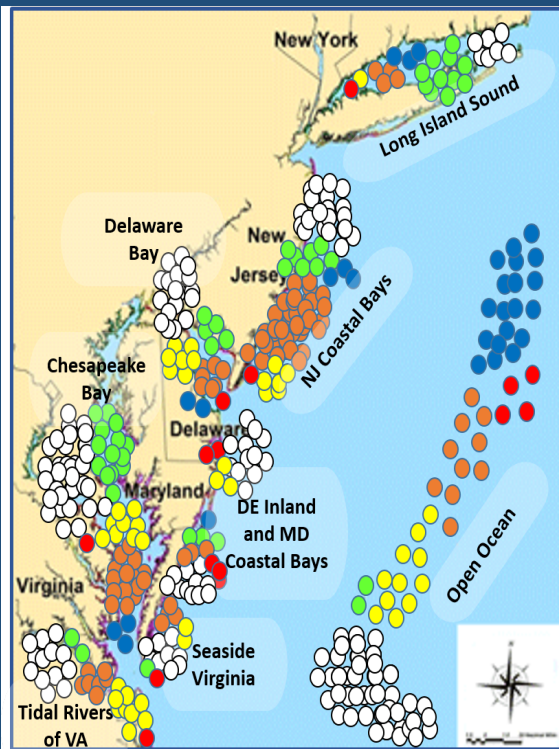 New York
Long Island Sound
Delaware
Bay
New
Jersey
NJ Coastal Bays
Chesapeake
Bay
Delaware
Maryland
DE Inland
and MD
Coastal Bays
Open Ocean
Virginia
Seaside
Virginia
Tidal Rivers
of VA